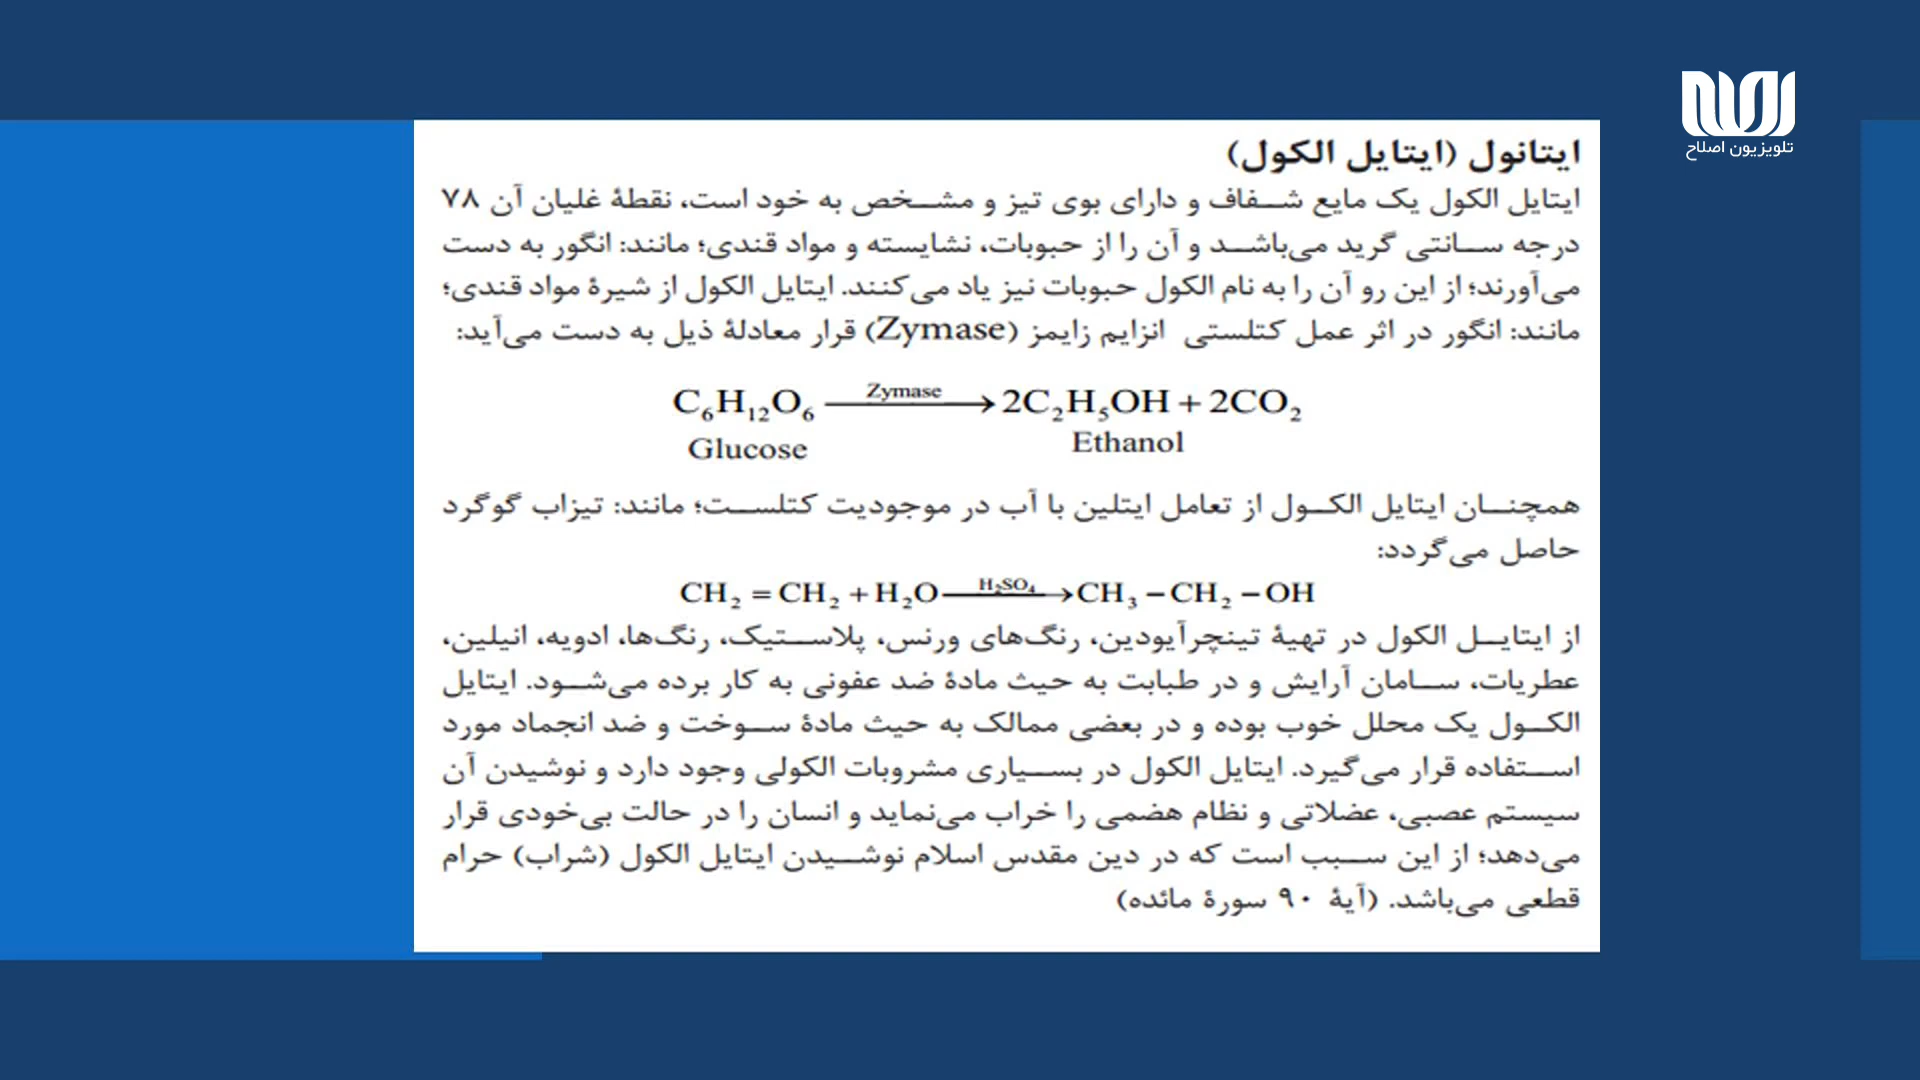 تلویزیون اصلاح
ایتانول (ایتایل الکول)
ایتایل الکول یک مایع شفاف و دارای بوی تیز و مشخص به خود است، نقطهٔ غلیان آن ۷۸
درجه سانتی گرید می‌باشد و آن را از حبوبات، نشایسته و مواد قندی؛ مانند: انگور به دست
می‌آورند؛ از این رو آن را به نام الکول حبوبات نیز یاد می‌کنند. ایتایل الکول از شیرهٔ مواد قندی؛
مانند: انگور در اثر عمل کتلستی انزایم زایمز (Zymase) قرار معادلهٔ ذیل به دست می‌آید:
Zymase
C₆H₁₂O₆ ⟶ 2C₂H₅OH + 2CO₂
Glucose Ethanol
همچنان ایتایل الکول از تعامل ایتلین با آب در موجودیت کتلست؛ مانند: تیزاب گوگرد
حاصل می‌گردد:
H₂SO₄
CH₂ = CH₂ + H₂O ⟶ CH₃ – CH₂ – OH
از ایتایل الکول در تهیهٔ تینچرآیودین، رنگ‌های ورنس، پلاستیک، رنگ‌ها، ادویه، انیلین،
عطریات، سامان آرایش و در طبابت به حیث مادهٔ ضد عفونی به کار برده می‌شود. ایتایل
الکول یک محلل خوب بوده و در بعضی ممالک به حیث مادهٔ سوخت و ضد انجماد مورد
استفاده قرار می‌گیرد. ایتایل الکول در بسیاری مشروبات الکولی وجود دارد و نوشیدن آن
سیستم عصبی، عضلاتی و نظام هضمی را خراب می‌نماید و انسان را در حالت بی‌خودی قرار
می‌دهد؛ از این سبب است که در دین مقدس اسلام نوشیدن ایتایل الکول (شراب) حرام
قطعی می‌باشد. (آیهٔ ۹۰ سورهٔ مائده)